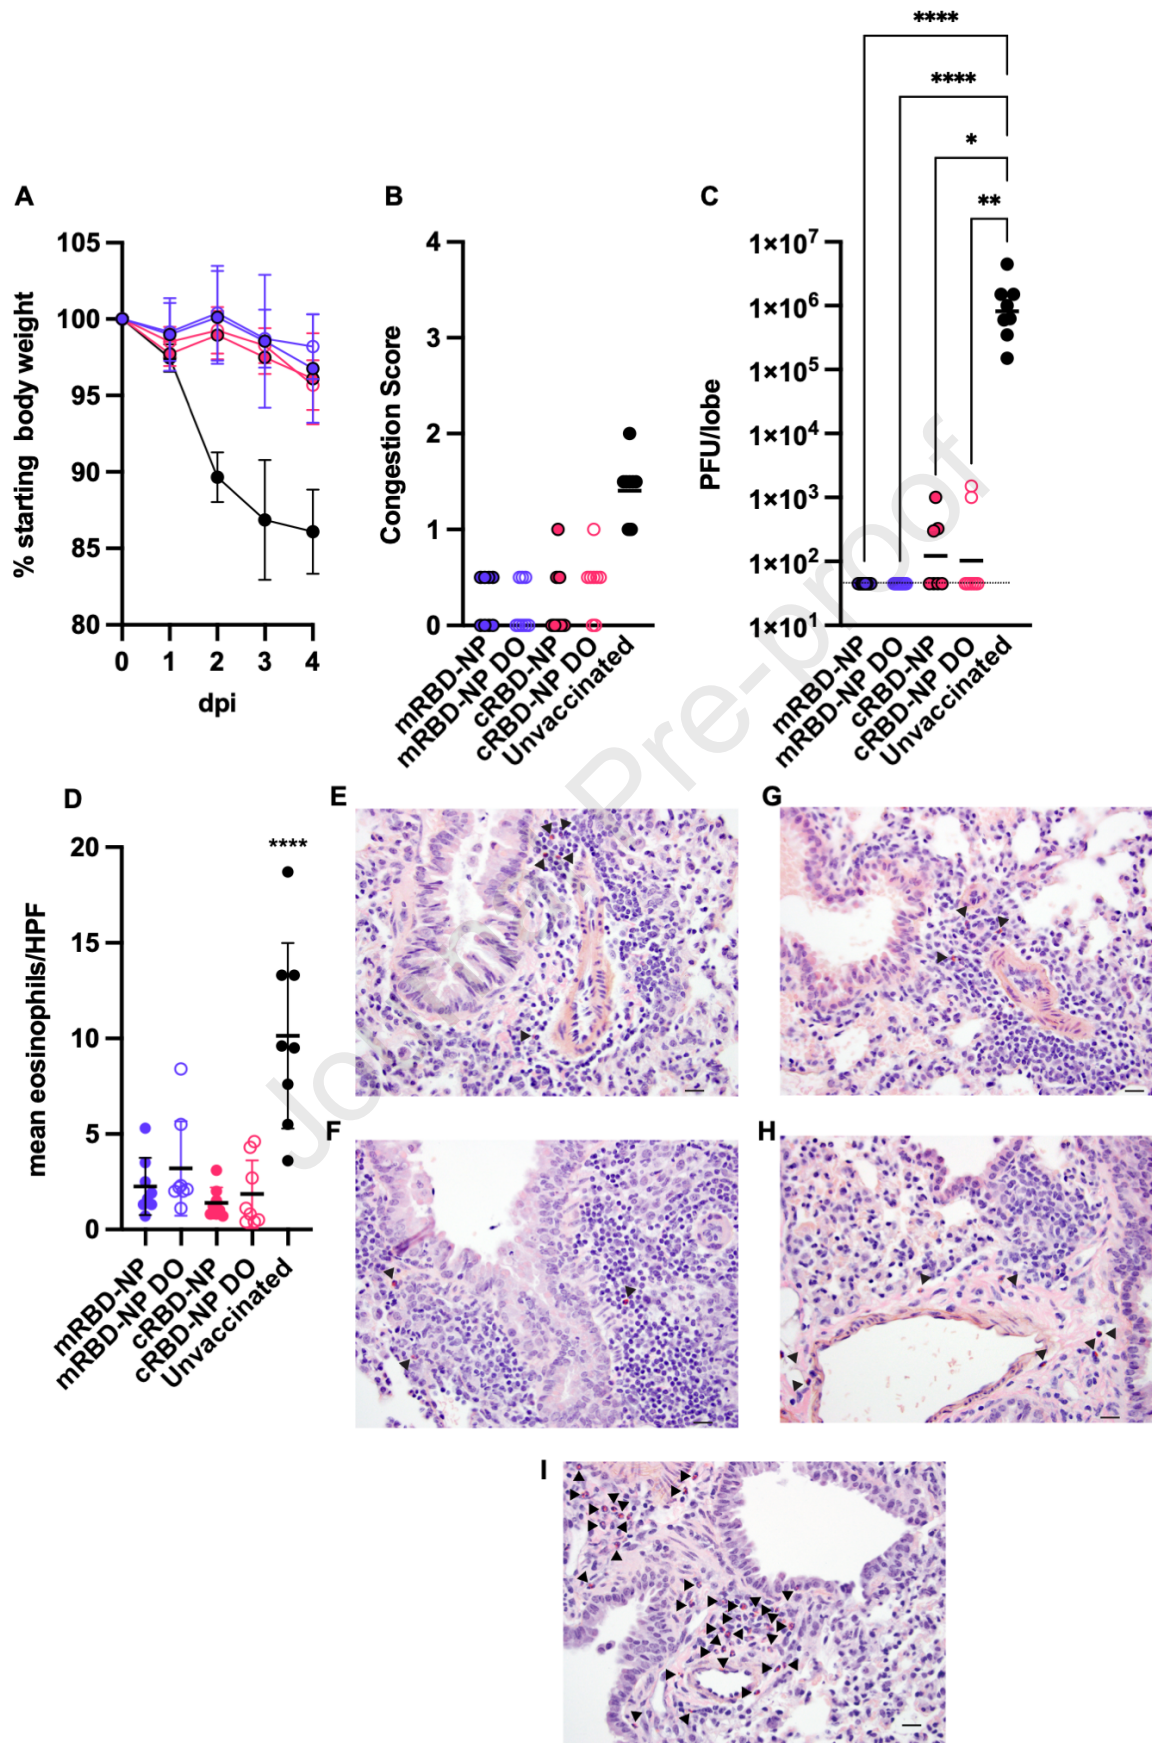 ****
****
*
**
A
B
C
% starting body weight
105
100
95
90
85
80
0 1 2 3 4
dpi
Congestion Score
4
3
2
1
0
mRBD-NP
mRBD-NP DO
cRBD-NP
cRBD-NP DO
Unvaccinated
PFU/lobe
1×10⁷
1×10⁶
1×10⁵
1×10⁴
1×10³
1×10²
1×10¹
mRBD-NP
mRBD-NP DO
cRBD-NP
cRBD-NP DO
Unvaccinated
D
mean eosinophils/HPF
20
15
10
5
0
****
mRBD-NP
mRBD-NP DO
cRBD-NP
cRBD-NP DO
Unvaccinated
E
G
F
H
I
Journal Pre-proof